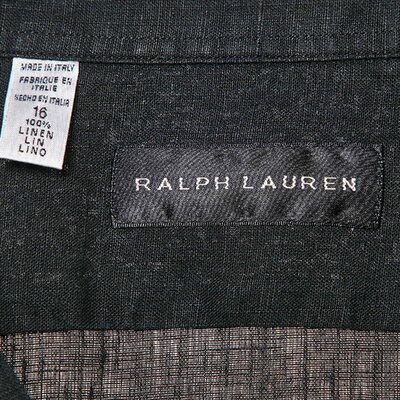 MADE IN ITALY
FABRIQUE EN
ITALIE
HECHO EN ITALIA
16
100%
LINEN
LIN
LINO
RALPH LAUREN